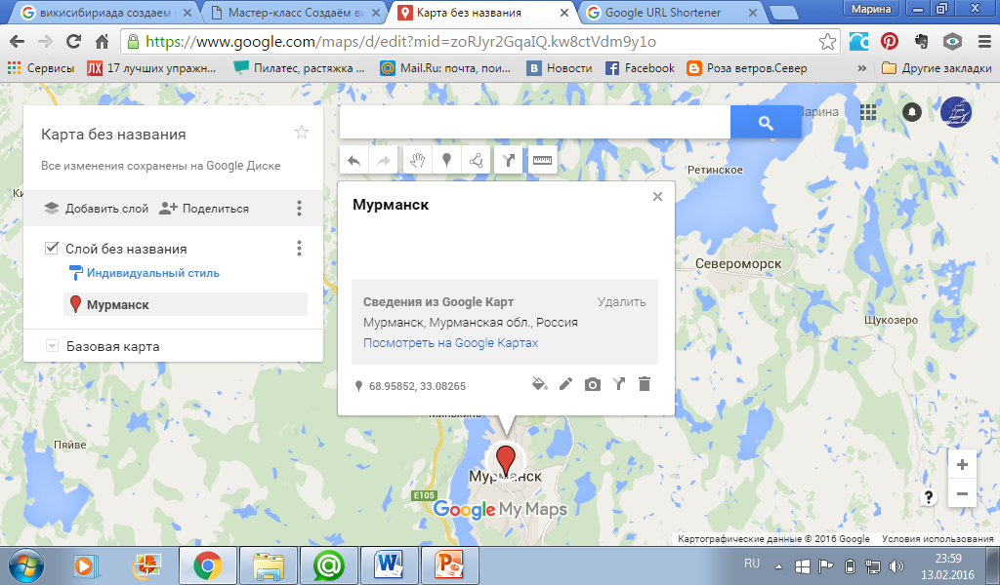 викисибириада создаем
Мастер-класс Создаём ви
Карта без названия
Google URL Shortener
Марина
https://www.google.com/maps/d/edit?mid=zoRJyr2GqaIQ.kw8ctVdm9y1o
Сервисы
17 лучших упражн...
Пилатес, растяжка ...
Mail.Ru: почта, пои...
Новости
Facebook
Роза ветров.Север
»
Другие закладки
Карта без названия
Все изменения сохранены на Google Диске
Добавить слой
Поделиться
Слой без названия
Индивидуальный стиль
Мурманск
Базовая карта
арина
Мурманск
Сведения из Google Карт
Удалить
Мурманск, Мурманская обл., Россия
Посмотреть на Google Картах
68.95852, 33.08265
Ретинское
Североморск
Щукозеро
Пяйве
Мурманск
E105
Google My Maps
+
−
?
Картографические данные © 2016 Google
Условия использования
RU
23:59
13.02.2016